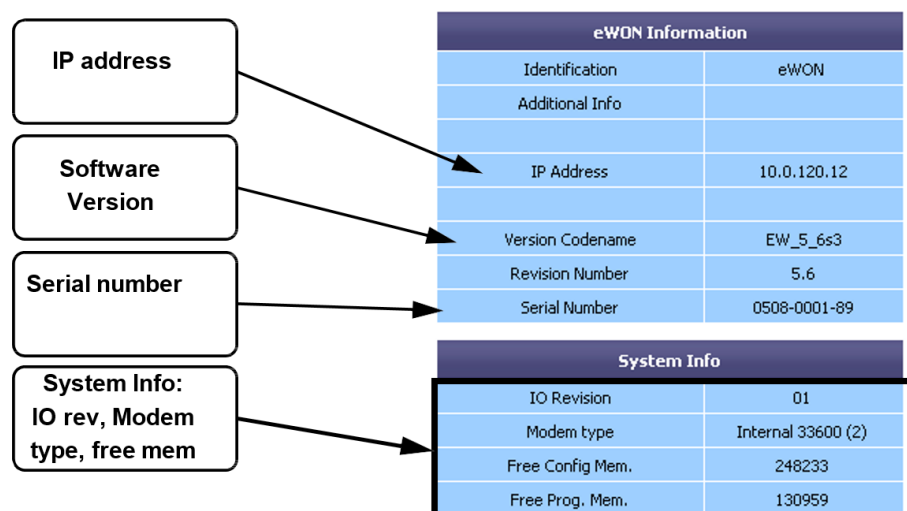 IP address
Software
Version
Serial number
System Info:
IO rev, Modem
type, free mem
eWON Information
Identification eWON
Additional Info
IP Address 10.0.120.12
Version Codename EW_5_6s3
Revision Number 5.6
Serial Number 0508-0001-89
System Info
IO Revision 01
Modem type Internal 33600 (2)
Free Config Mem. 248233
Free Prog. Mem. 130959